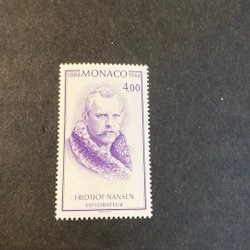 1888 MONACO 1988
4,00
FRIDTJOF NANSEN
EXPLORATEUR